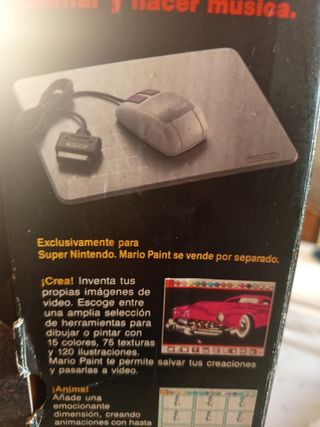 y hacer música.
Exclusivamente para
Super Nintendo. Mario Paint se vende por separado.
¡Crea! Inventa tus
propias imágenes de
video. Escoge entre
una amplia selección
de herramientas para
dibujar o pintar con
15 colores, 75 texturas
y 120 ilustraciones.
Mario Paint te permite salvar tus creaciones
y pasarlas a video.
¡Anima!
Añade una
emocionante
dimensión, creando
animaciones con hasta